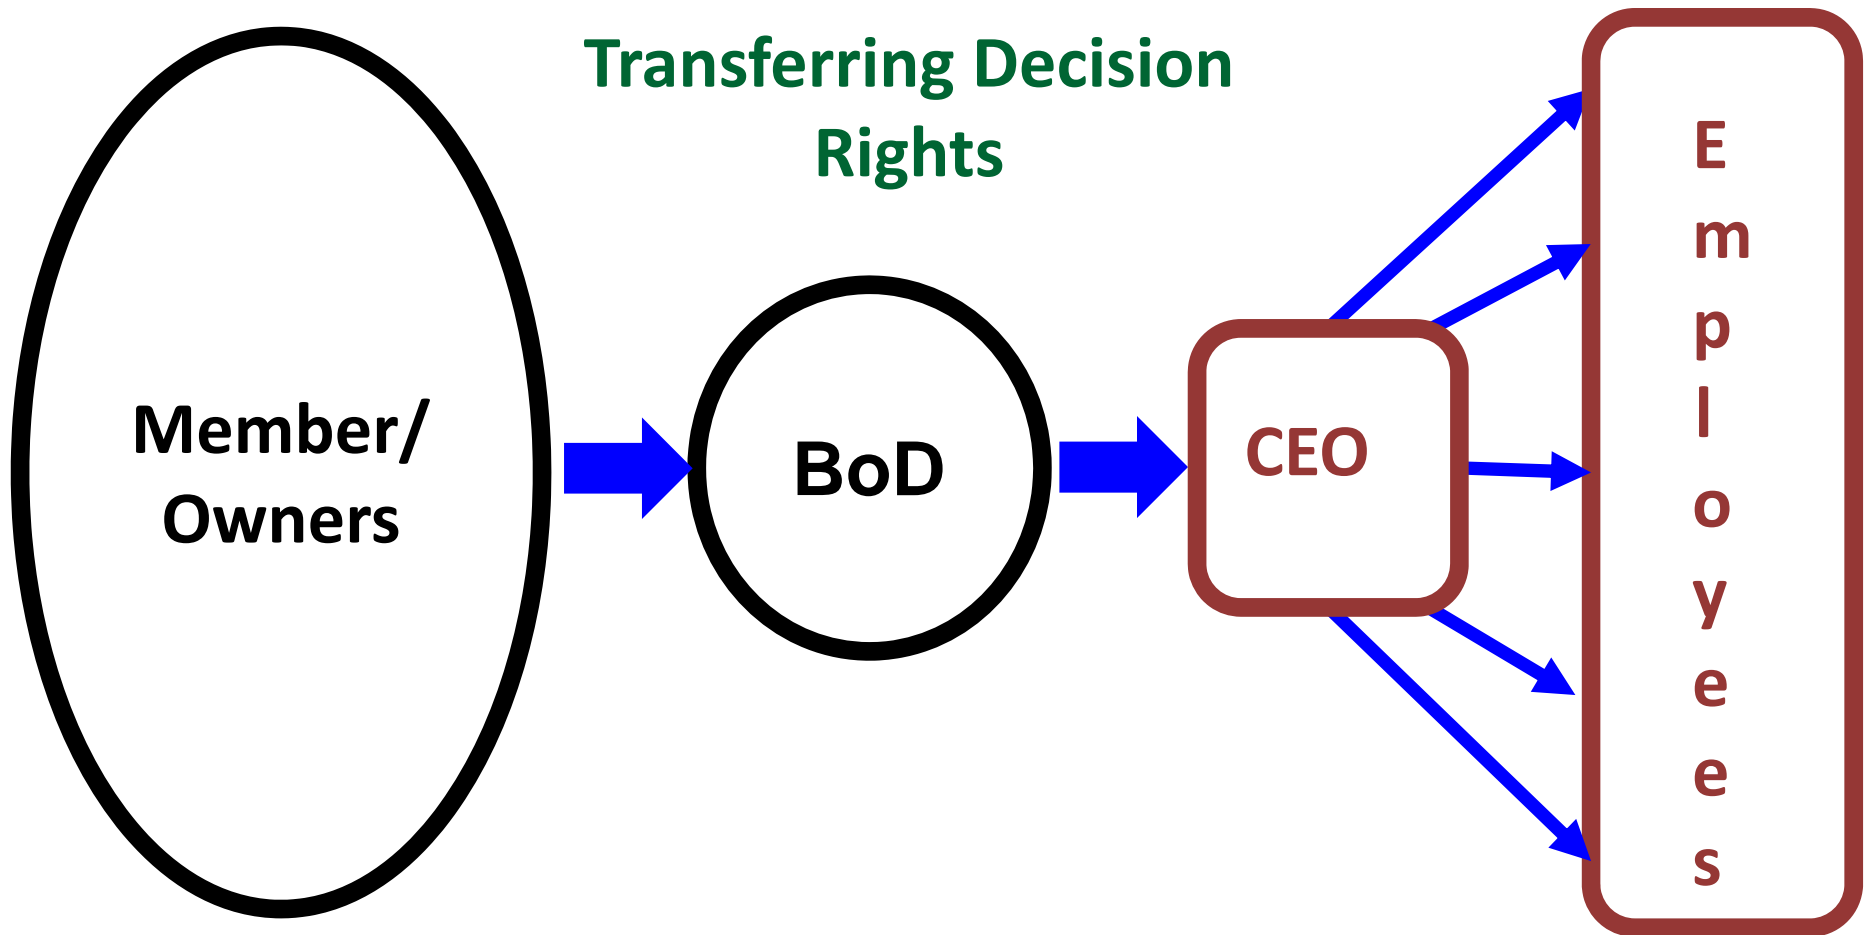 Transferring Decision
Rights
Member/
Owners
BoD
CEO
E
m
p
l
o
y
e
e
s